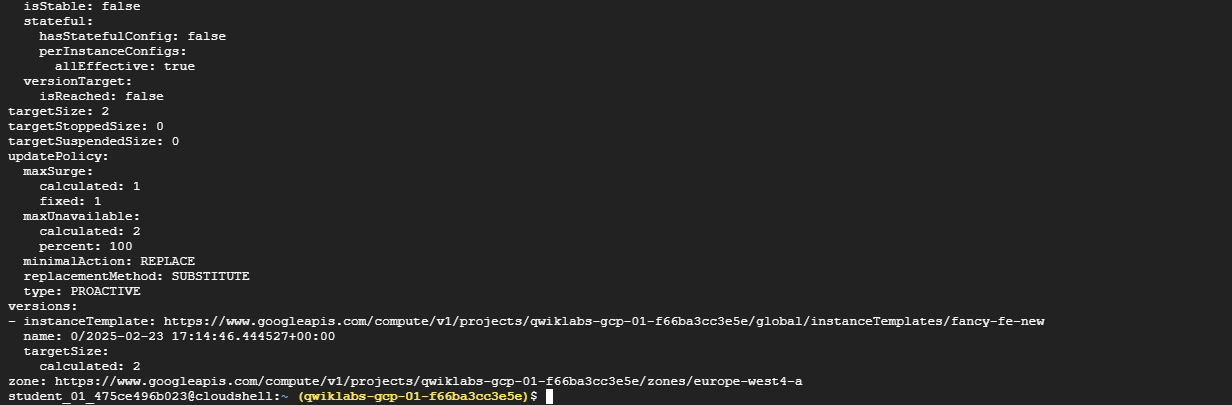 isStable: false
stateful:
hasStatefulConfig: false
perInstanceConfigs:
allEffective: true
versionTarget:
isReached: false
targetSize: 2
targetStoppedSize: 0
targetSuspendedSize: 0
updatePolicy:
maxSurge:
calculated: 1
fixed: 1
maxUnavailable:
calculated: 2
percent: 100
minimalAction: REPLACE
replacementMethod: SUBSTITUTE
type: PROACTIVE
versions:
- instanceTemplate: https://www.googleapis.com/compute/v1/projects/qwiklabs-gcp-01-f66ba3cc3e5e/global/instanceTemplates/fancy-fe-new
name: 0/2025-02-23 17:14:46.444527+00:00
targetSize:
calculated: 2
zone: https://www.googleapis.com/compute/v1/projects/qwiklabs-gcp-01-f66ba3cc3e5e/zones/europe-west4-a
student_01_475ce496b023@cloudshell:~ (qwiklabs-gcp-01-f66ba3cc3e5e)$